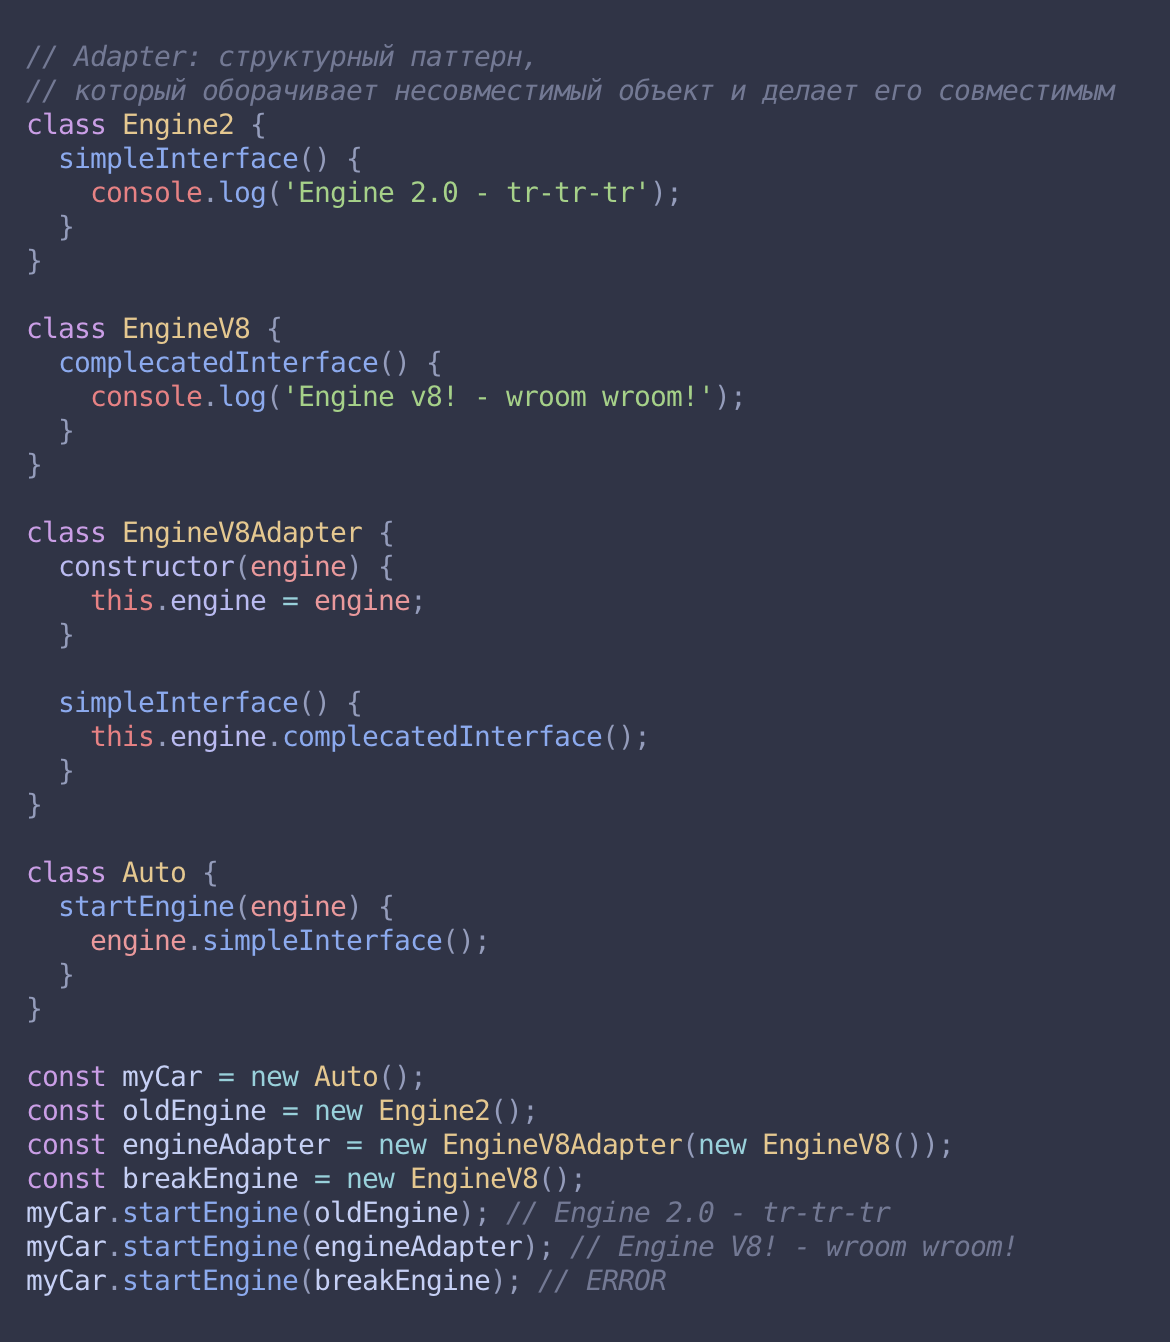 // Adapter: структурный паттерн,
// который оборачивает несовместимый объект и делает его совместимым
class Engine2 {
  simpleInterface() {
    console.log('Engine 2.0 - tr-tr-tr');
  }
}

class EngineV8 {
  complecatedInterface() {
    console.log('Engine v8! - wroom wroom!');
  }
}

class EngineV8Adapter {
  constructor(engine) {
    this.engine = engine;
  }

  simpleInterface() {
    this.engine.complecatedInterface();
  }
}

class Auto {
  startEngine(engine) {
    engine.simpleInterface();
  }
}

const myCar = new Auto();
const oldEngine = new Engine2();
const engineAdapter = new EngineV8Adapter(new EngineV8());
const breakEngine = new EngineV8();
myCar.startEngine(oldEngine); // Engine 2.0 - tr-tr-tr
myCar.startEngine(engineAdapter); // Engine V8! - wroom wroom!
myCar.startEngine(breakEngine); // ERROR